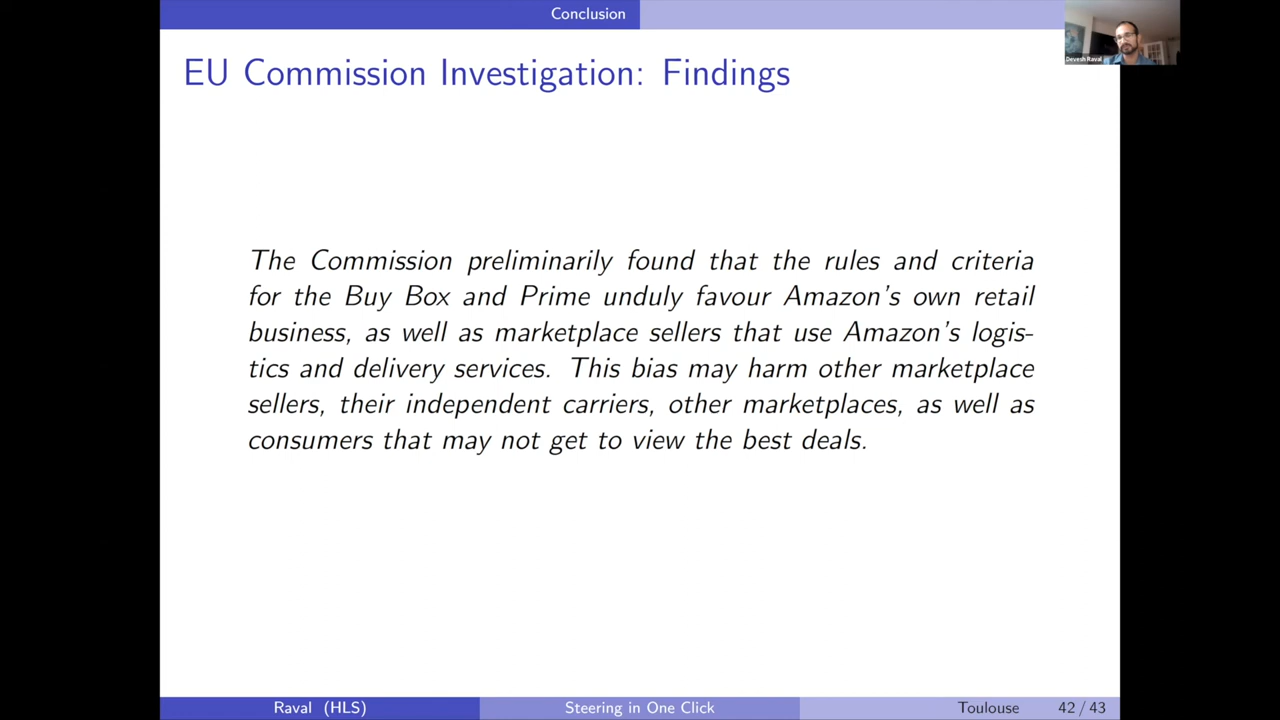 Conclusion
EU Commission Investigation: Findings
Devesh Raval
The Commission preliminarily found that the rules and criteria
for the Buy Box and Prime unduly favour Amazon's own retail
business, as well as marketplace sellers that use Amazon's logis-
tics and delivery services. This bias may harm other marketplace
sellers, their independent carriers, other marketplaces, as well as
consumers that may not get to view the best deals.
Raval (HLS)
Steering in One Click
Toulouse
42 / 43